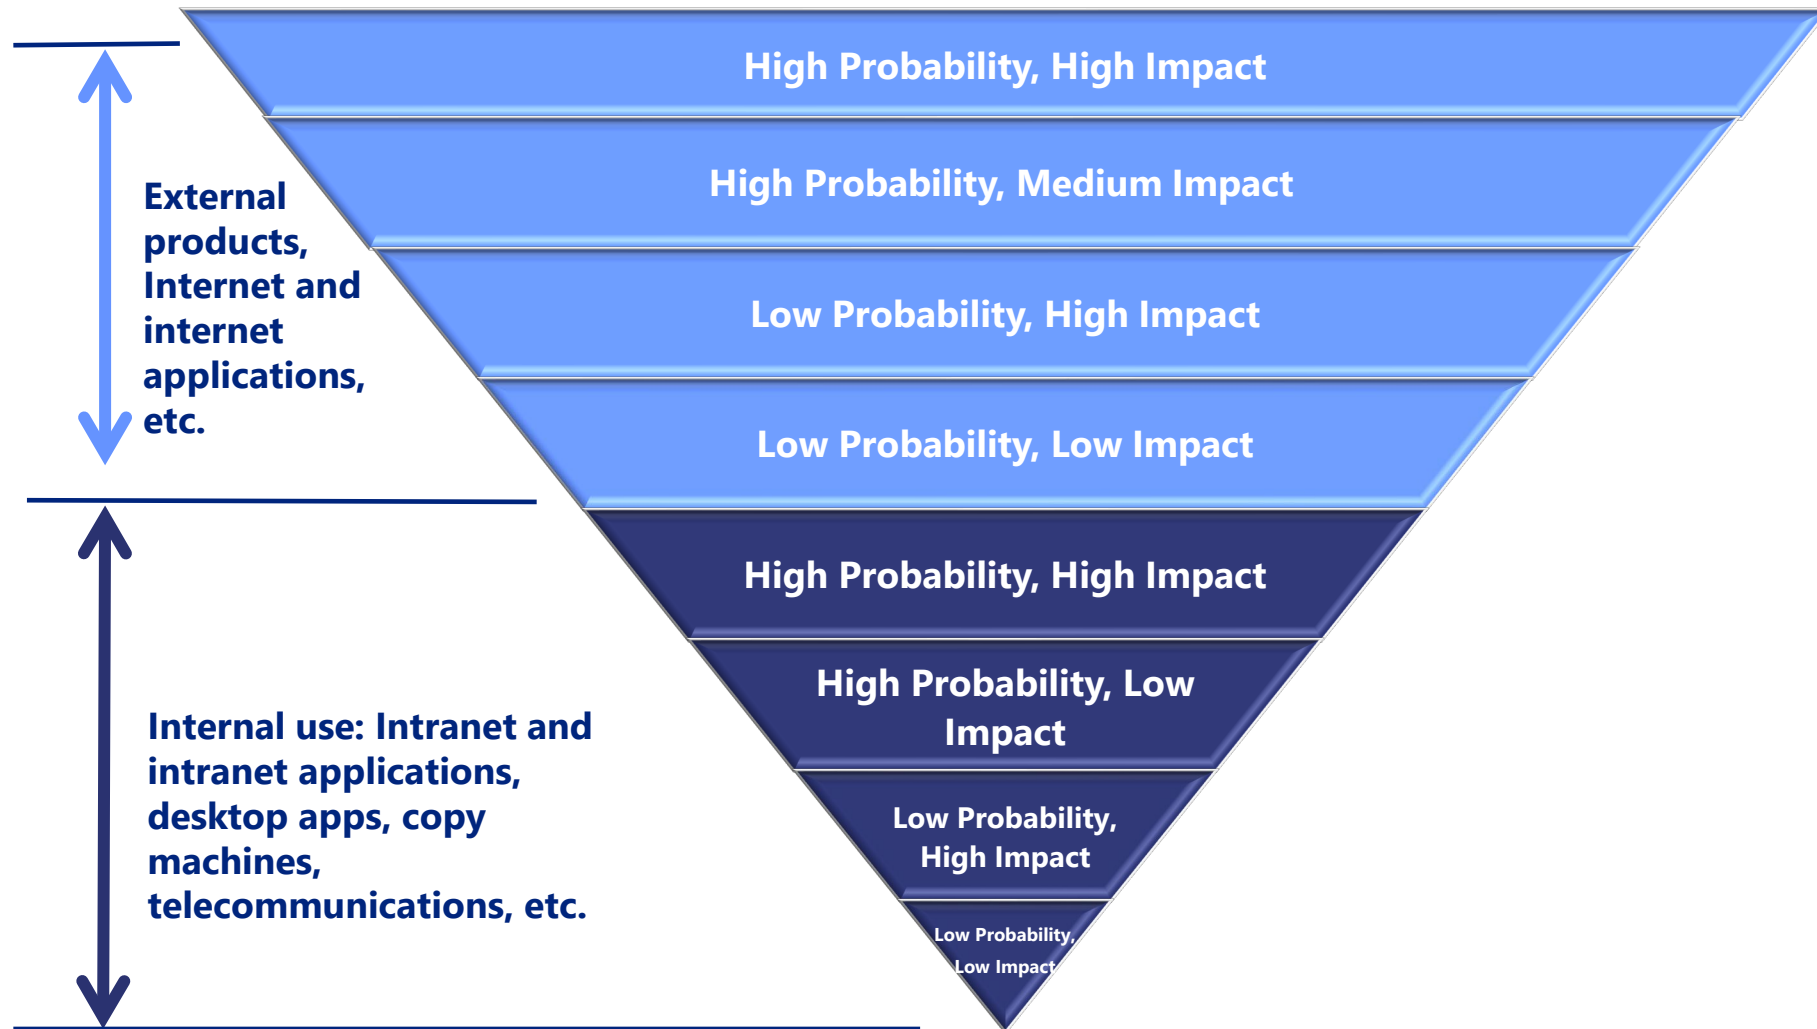 High Probability, High Impact
High Probability, Medium Impact
Low Probability, High Impact
Low Probability, Low Impact
External
products,
Internet and
internet
applications,
etc.
High Probability, High Impact
High Probability, Low
Impact
Low Probability,
High Impact
Low Probability,
Low Impact
Internal use: Intranet and
intranet applications,
desktop apps, copy
machines,
telecommunications, etc.